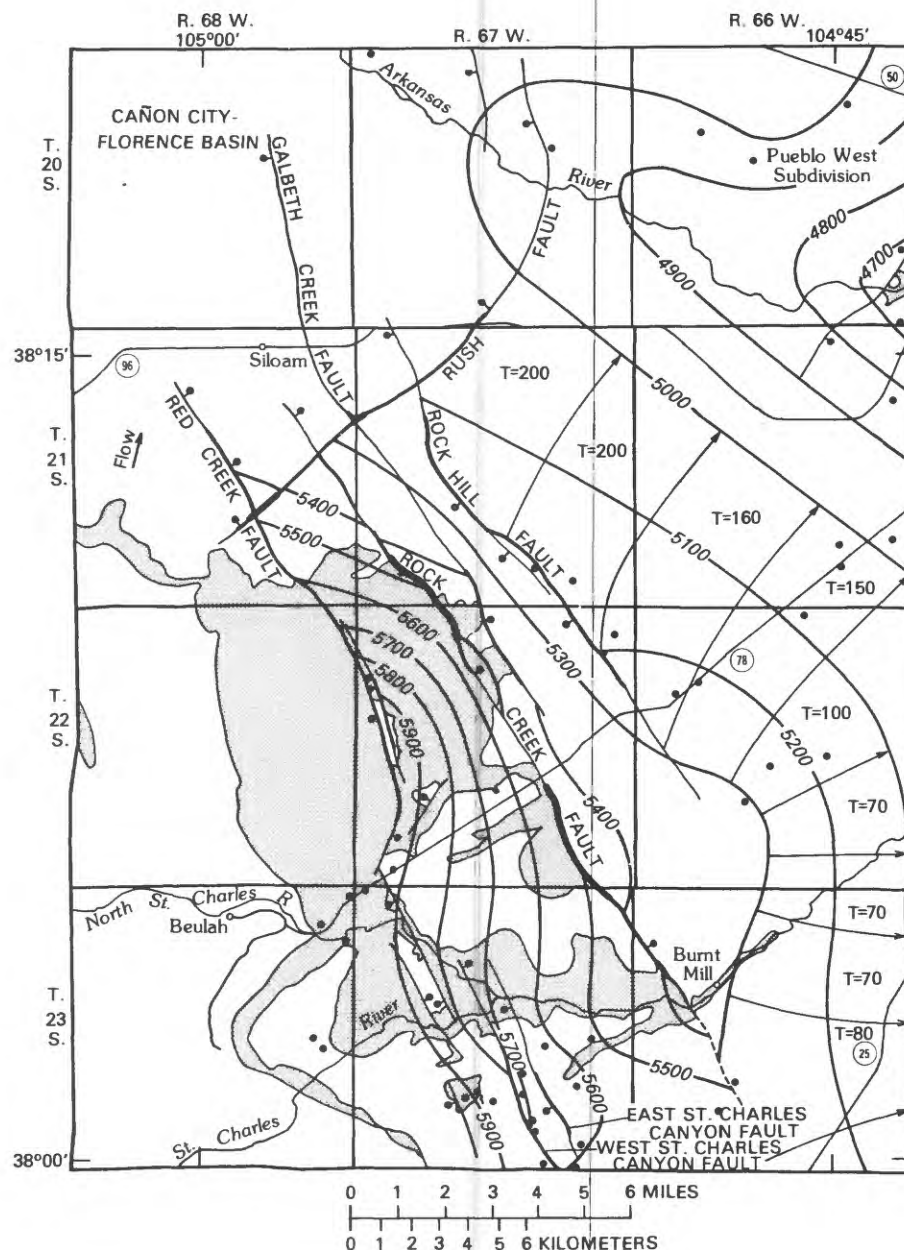 R. 68 W.
105°00'
R. 67 W.
R. 66 W.
104°45'
T.
20
S.
CAÑON CITY-
FLORENCE BASIN
Arkansas
River
50
Pueblo West
Subdivision
GALBETH
CREEK
FAULT
FAULT
RUSH
4800
4700
4900
38°15'
96
Siloam
T=200
5000
T.
21
S.
Flow
RED
CREEK
FAULT
ROCK
HILL
FAULT
T=200
5400
5500
T=160
5100
T=150
ROCK
CREEK
FAULT
5600
5700
5800
5900
5300
78
T.
22
S.
T=100
5200
T=70
5400
North St. Charles R
Beulah
T=70
Burnt
Mill
T=70
T.
23
S.
River
St. Charles
T=80
25
5700
5600
5500
5900
EAST ST. CHARLES
CANYON FAULT
WEST ST. CHARLES
CANYON FAULT
38°00'
0 1 2 3 4 5 6 MILES
0 1 2 3 4 5 6 KILOMETERS